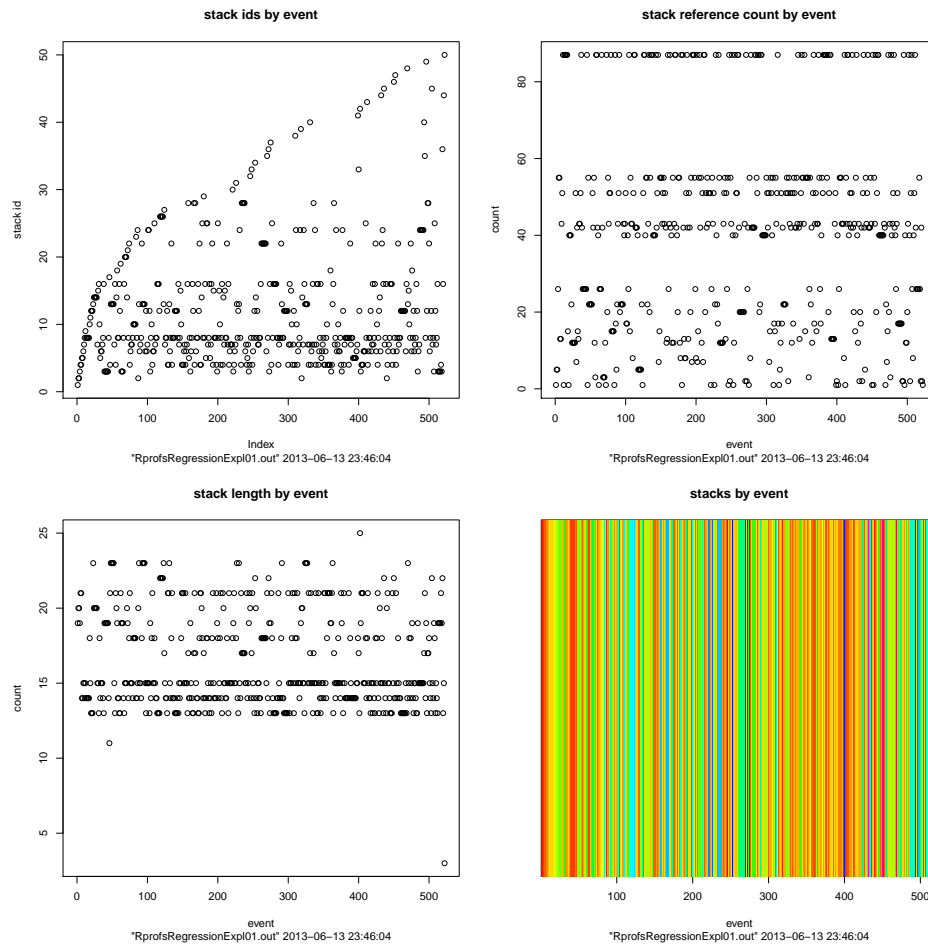 stack ids by event
stack id
0 10 20 30 40 50
0 100 200 300 400 500
Index
"RprofsRegressionExpl01.out" 2013−06−13 23:46:04
stack reference count by event
count
0 20 40 60 80
0 100 200 300 400 500
event
"RprofsRegressionExpl01.out" 2013−06−13 23:46:04
stack length by event
count
5 10 15 20 25
0 100 200 300 400 500
event
"RprofsRegressionExpl01.out" 2013−06−13 23:46:04
stacks by event
100 200 300 400 500
event
"RprofsRegressionExpl01.out" 2013−06−13 23:46:04